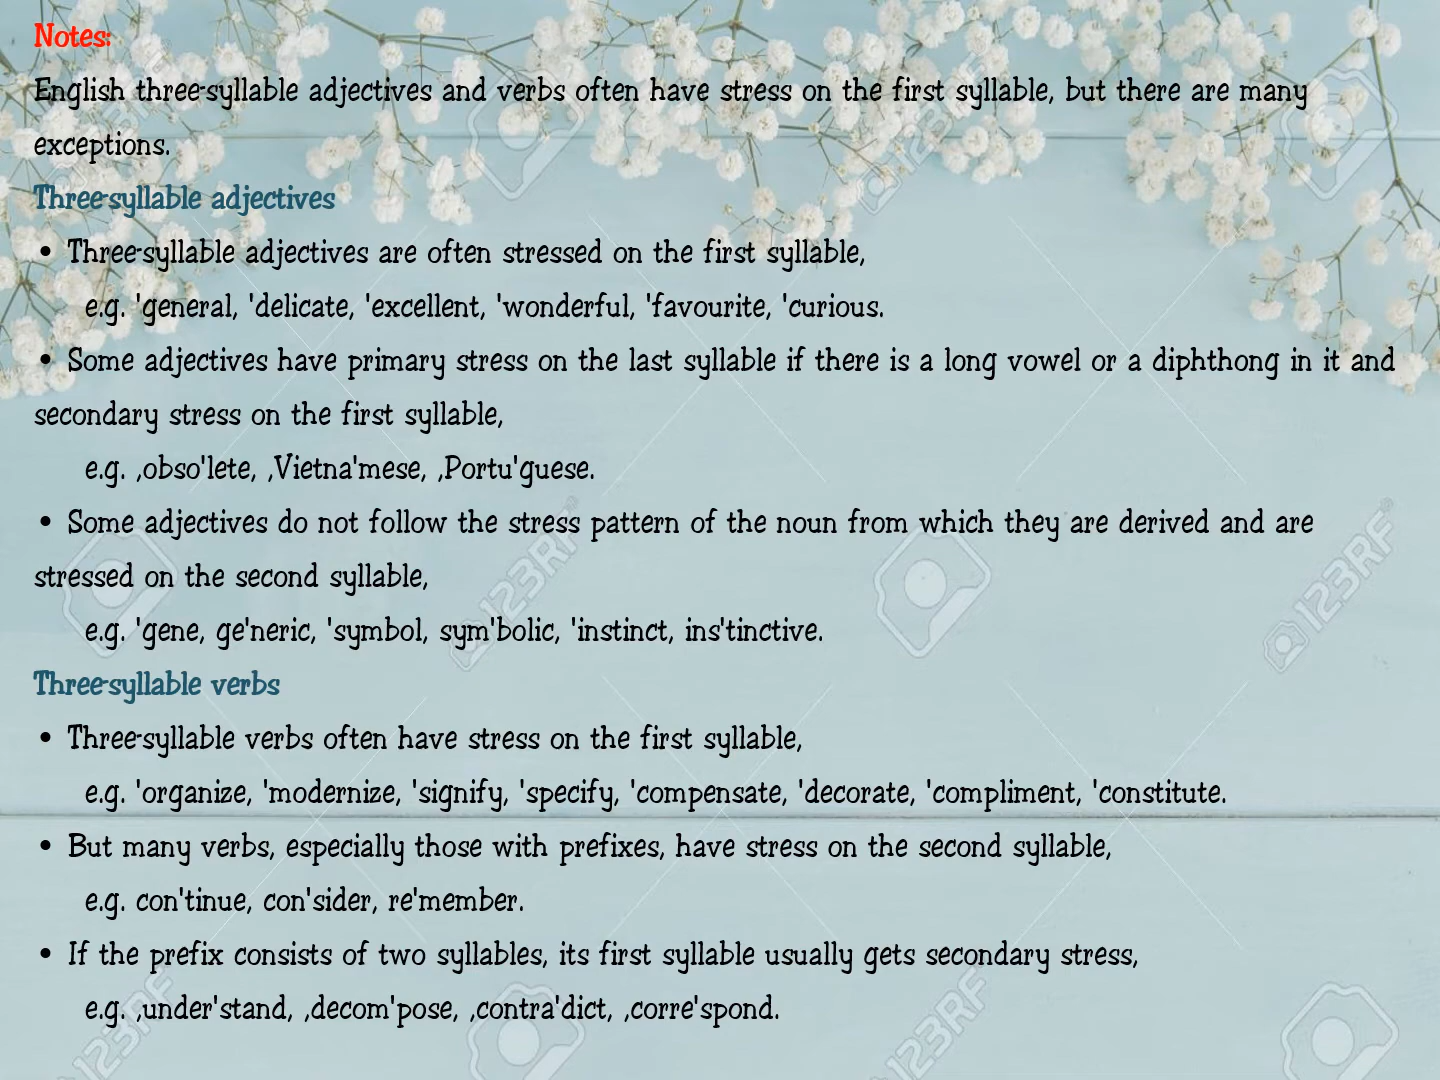 Notes:
English three-syllable adjectives and verbs often have stress on the first syllable, but there are many
exceptions.
Three-syllable adjectives
• Three-syllable adjectives are often stressed on the first syllable,
e.g. 'general, 'delicate, 'excellent, 'wonderful, 'favourite, 'curious.
• Some adjectives have primary stress on the last syllable if there is a long vowel or a diphthong in it and
secondary stress on the first syllable,
e.g. ,obso'lete, ,Vietna'mese, ,Portu'guese.
• Some adjectives do not follow the stress pattern of the noun from which they are derived and are
stressed on the second syllable,
e.g. 'gene, ge'neric, 'symbol, sym'bolic, 'instinct, ins'tinctive.
Three-syllable verbs
• Three-syllable verbs often have stress on the first syllable,
e.g. 'organize, 'modernize, 'signify, 'specify, 'compensate, 'decorate, 'compliment, 'constitute.
• But many verbs, especially those with prefixes, have stress on the second syllable,
e.g. con'tinue, con'sider, re'member.
• If the prefix consists of two syllables, its first syllable usually gets secondary stress,
e.g. ,under'stand, ,decom'pose, ,contra'dict, ,corre'spond.
123RF
123RF
123RF
123RF
123RF
123RF